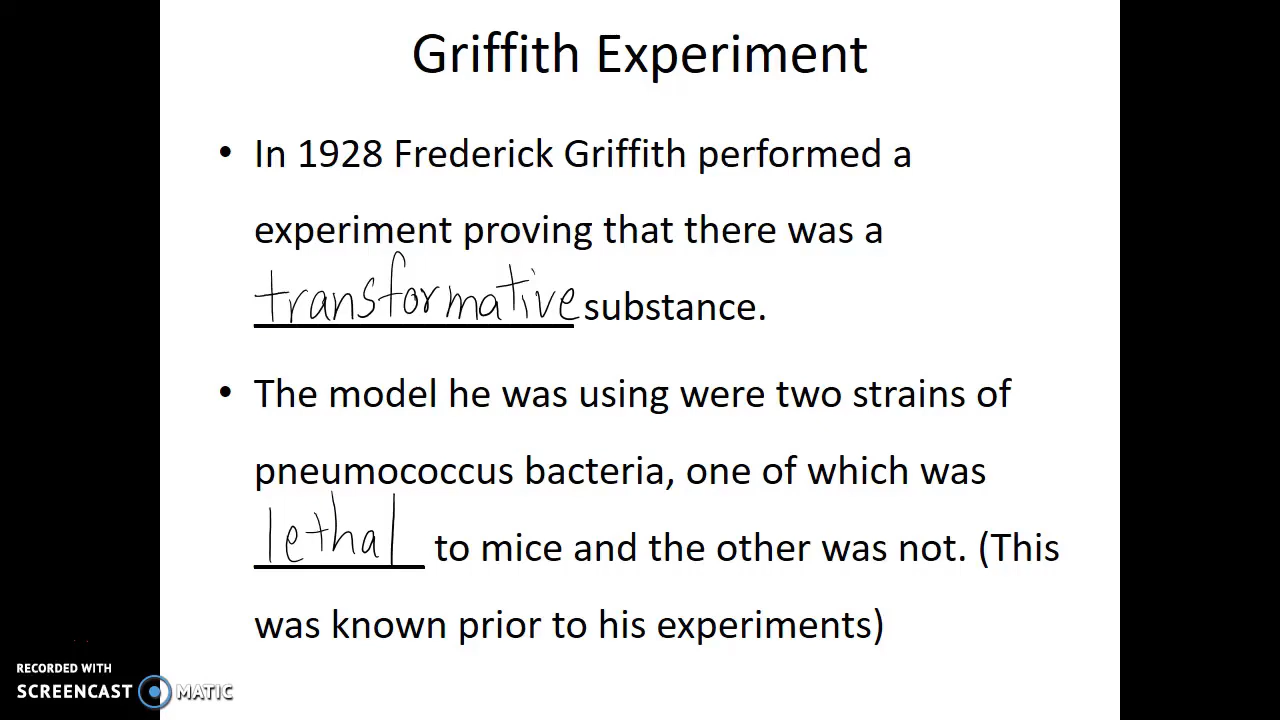 Griffith Experiment
• In 1928 Frederick Griffith performed a
experiment proving that there was a
transformative substance.
• The model he was using were two strains of
pneumococcus bacteria, one of which was
lethal to mice and the other was not. (This
was known prior to his experiments)
RECORDED WITH
SCREENCAST MATIC